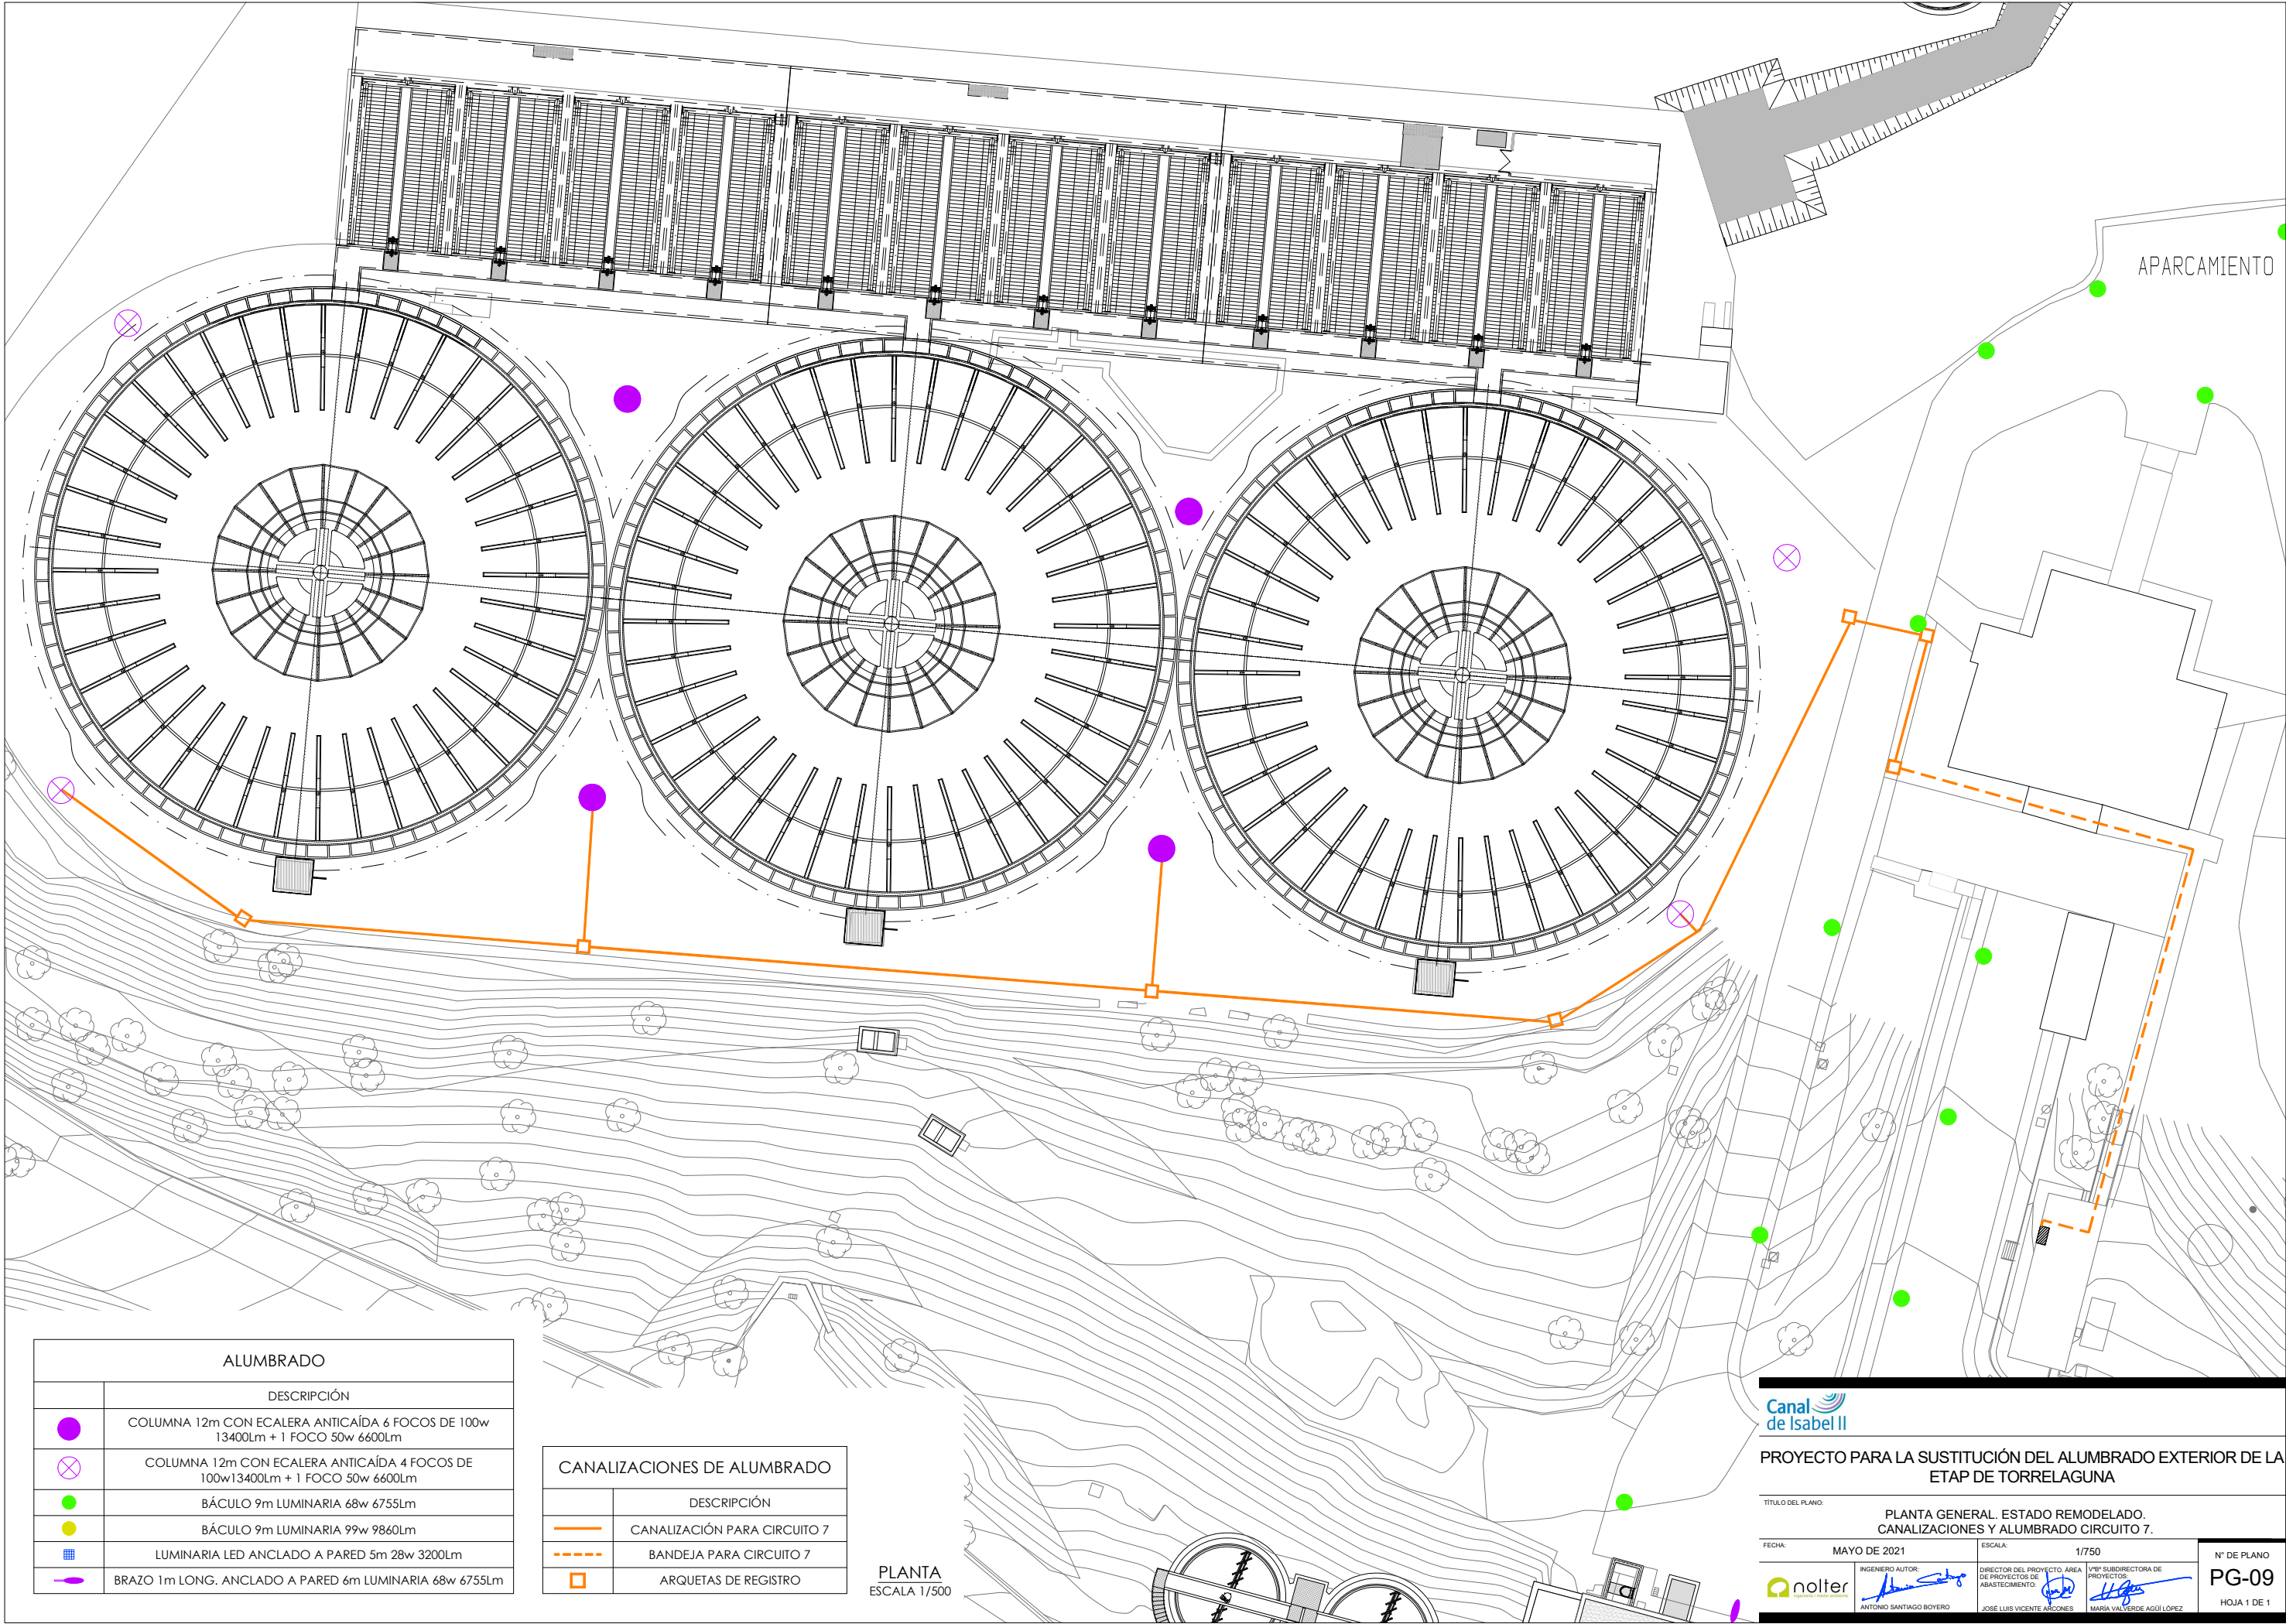 APARCAMIENTO
ALUMBRADO
DESCRIPCIÓN
COLUMNA 12m CON ECALERA ANTICAÍDA 6 FOCOS DE 100w
13400Lm + 1 FOCO 50w 6600Lm
COLUMNA 12m CON ECALERA ANTICAÍDA 4 FOCOS DE
100w13400Lm + 1 FOCO 50w 6600Lm
BÁCULO 9m LUMINARIA 68w 6755Lm
BÁCULO 9m LUMINARIA 99w 9860Lm
LUMINARIA LED ANCLADO A PARED 5m 28w 3200Lm
BRAZO 1m LONG. ANCLADO A PARED 6m LUMINARIA 68w 6755Lm
CANALIZACIONES DE ALUMBRADO
DESCRIPCIÓN
CANALIZACIÓN PARA CIRCUITO 7
BANDEJA PARA CIRCUITO 7
ARQUETAS DE REGISTRO
PLANTA
ESCALA 1/500
Canal
de Isabel II
PROYECTO PARA LA SUSTITUCIÓN DEL ALUMBRADO EXTERIOR DE LA
ETAP DE TORRELAGUNA
TÍTULO DEL PLANO:
PLANTA GENERAL. ESTADO REMODELADO.
CANALIZACIONES Y ALUMBRADO CIRCUITO 7.
FECHA:
MAYO DE 2021
ESCALA:
1/750
nolter
INGENIERO AUTOR:
ANTONIO SANTIAGO BOYERO
DIRECTOR DEL PROYECTO. ÁREA
DE PROYECTOS DE
ABASTECIMIENTO:
JOSÉ LUIS VICENTE ARCONES
VºBº SUBDIRECTORA DE
PROYECTOS:
MARÍA VALVERDE AGÜI LÓPEZ
Nº DE PLANO
PG-09
HOJA 1 DE 1